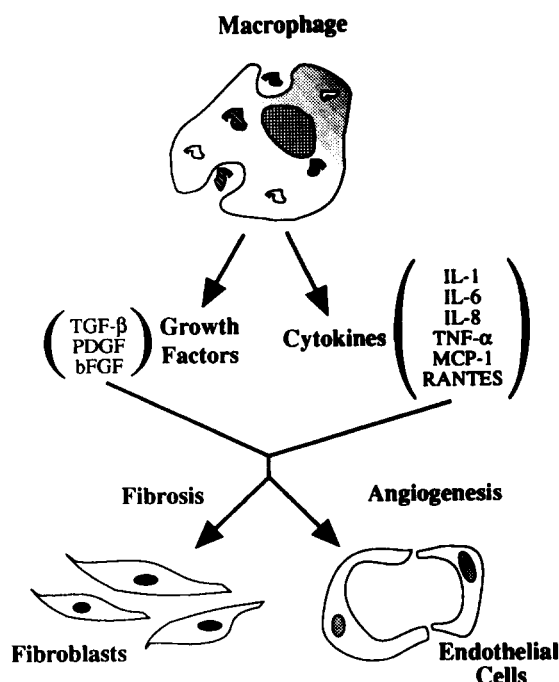 Macrophage
TGF-β
PDGF
bFGF
Growth
Factors
Cytokines
IL-1
IL-6
IL-8
TNF-α
MCP-1
RANTES
Fibrosis
Angiogenesis
Fibroblasts
Endothelial
Cells